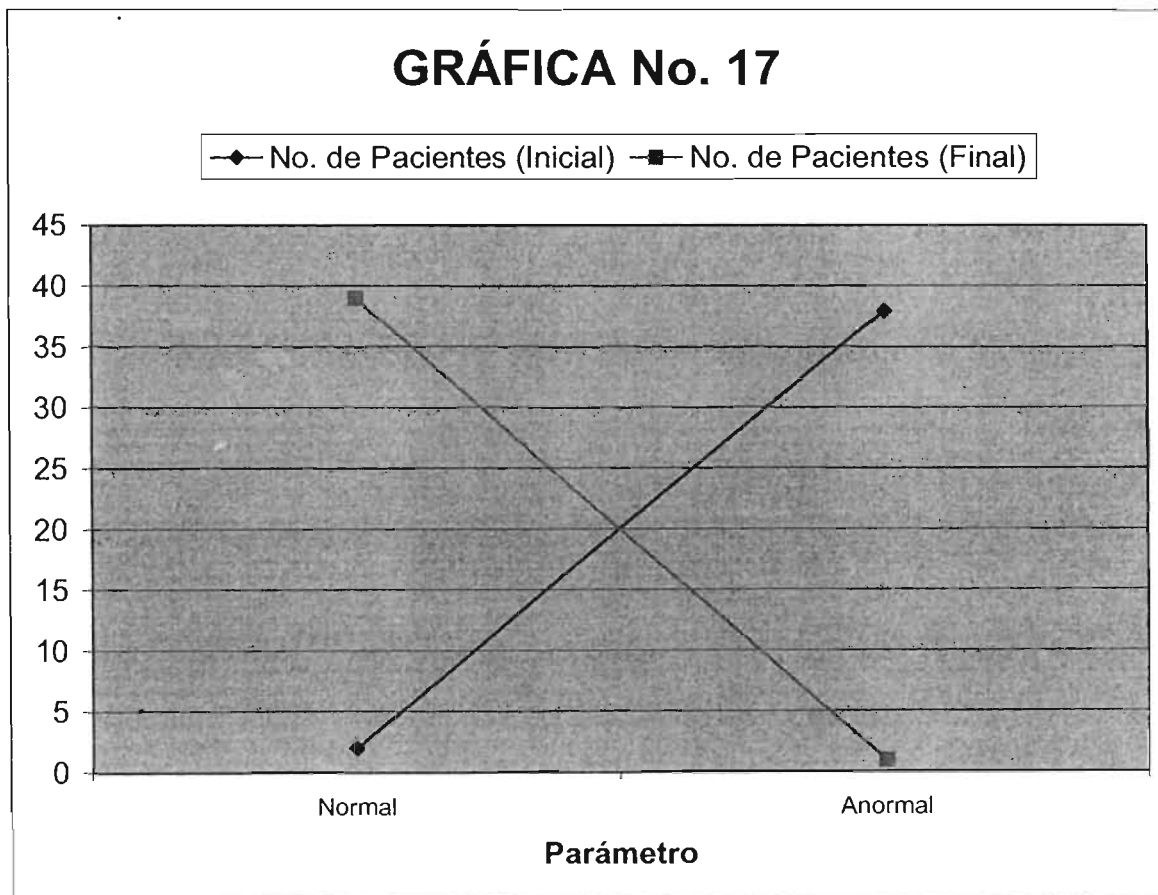 GRÁFICA No. 17
No. de Pacientes (Inicial) No. de Pacientes (Final)
45
40
35
30
25
20
15
10
5
0
Normal Anormal
Parámetro